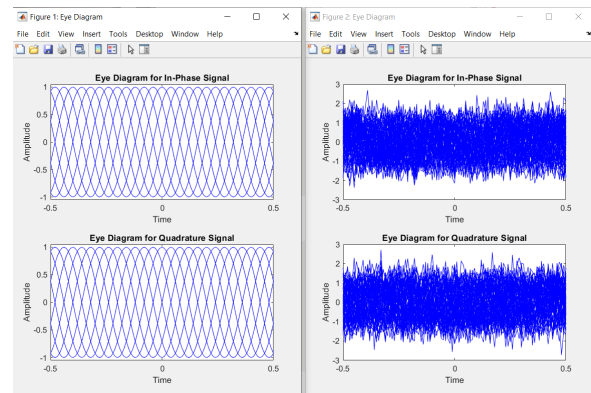 Figure 1: Eye Diagram
File Edit View Insert Tools Desktop Window Help
Eye Diagram for In-Phase Signal
1
0.5
0
-0.5
-1
Amplitude
-0.5 0 0.5
Time
Eye Diagram for Quadrature Signal
1
0.5
0
-0.5
-1
Amplitude
-0.5 0 0.5
Time
Figure 2: Eye Diagram
File Edit View Insert Tools Desktop Window Help
Eye Diagram for In-Phase Signal
3
2
1
0
-1
-2
-3
Amplitude
-0.5 0 0.5
Time
Eye Diagram for Quadrature Signal
3
2
1
0
-1
-2
-3
Amplitude
-0.5 0 0.5
Time